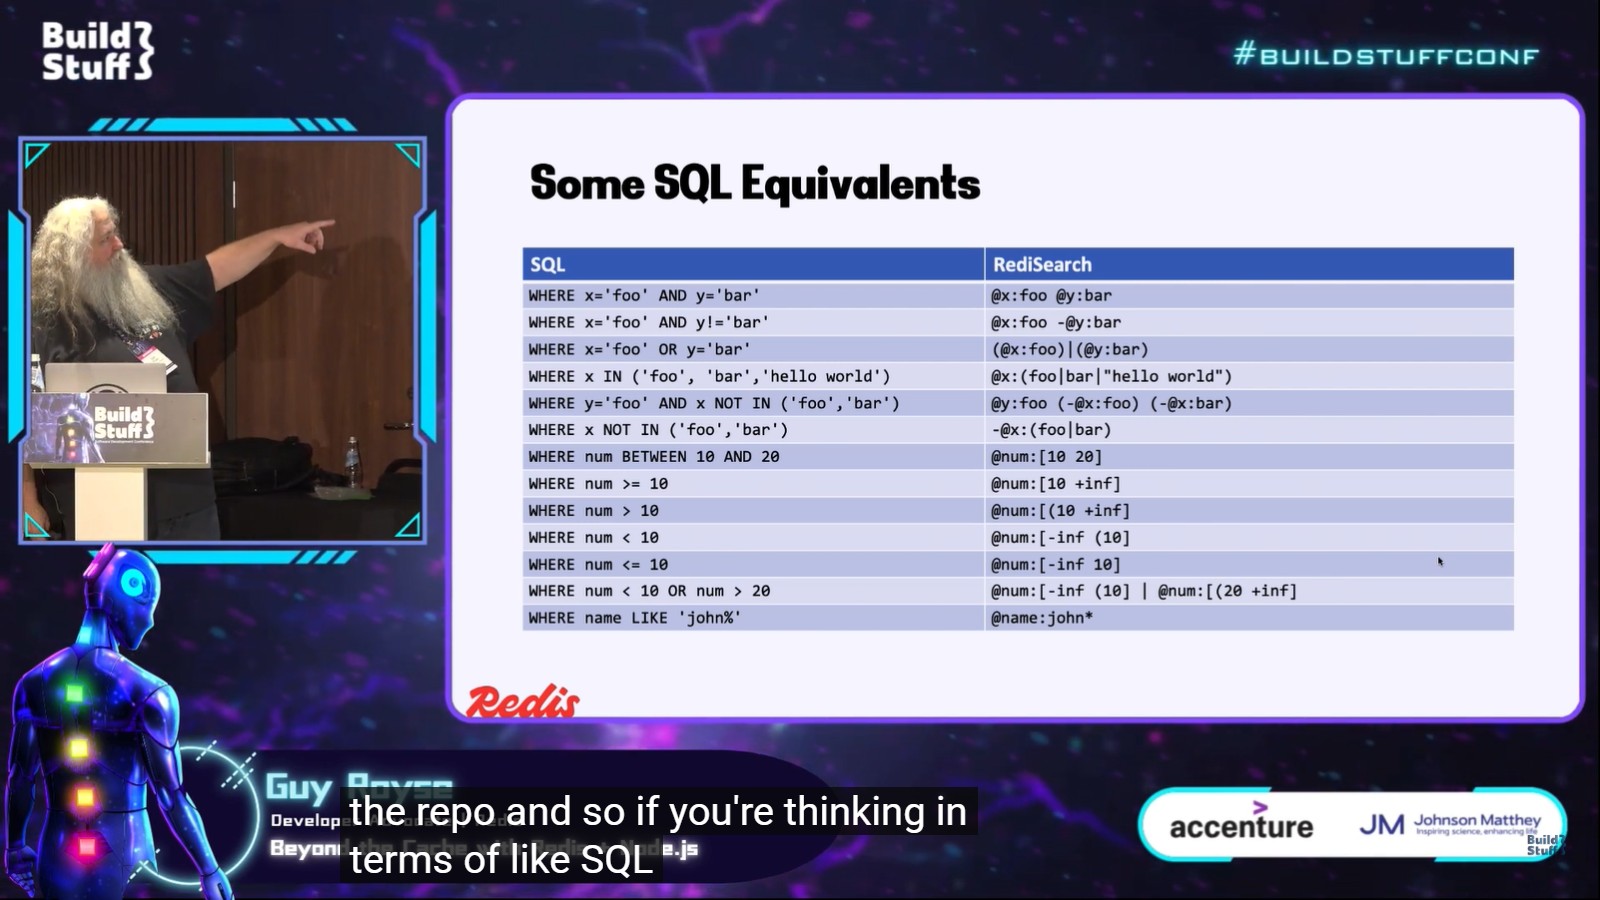 Build
Stuff
#BUILDSTUFFCONF
Some SQL Equivalents
SQL RediSearch
WHERE x='foo' AND y='bar' @x:foo @y:bar
WHERE x='foo' AND y!='bar' @x:foo -@y:bar
WHERE x='foo' OR y='bar' (@x:foo)|(@y:bar)
WHERE x IN ('foo', 'bar','hello world') @x:(foo|bar|"hello world")
WHERE y='foo' AND x NOT IN ('foo','bar') @y:foo (-@x:foo) (-@x:bar)
WHERE x NOT IN ('foo','bar') -@x:(foo|bar)
WHERE num BETWEEN 10 AND 20 @num:[10 20]
WHERE num >= 10 @num:[10 +inf]
WHERE num > 10 @num:[(10 +inf]
WHERE num < 10 @num:[-inf (10]
WHERE num <= 10 @num:[-inf 10]
WHERE num < 10 OR num > 20 @num:[-inf (10] | @num:[(20 +inf]
WHERE name LIKE 'john%' @name:john*
Redis
Build
Stuff
Guy Royse
Beyond the Cache with Redis + Node.js
the repo and so if you're thinking in
terms of like SQL
accenture
JM Johnson Matthey
Inspiring science, enhancing life
Build
Stuff